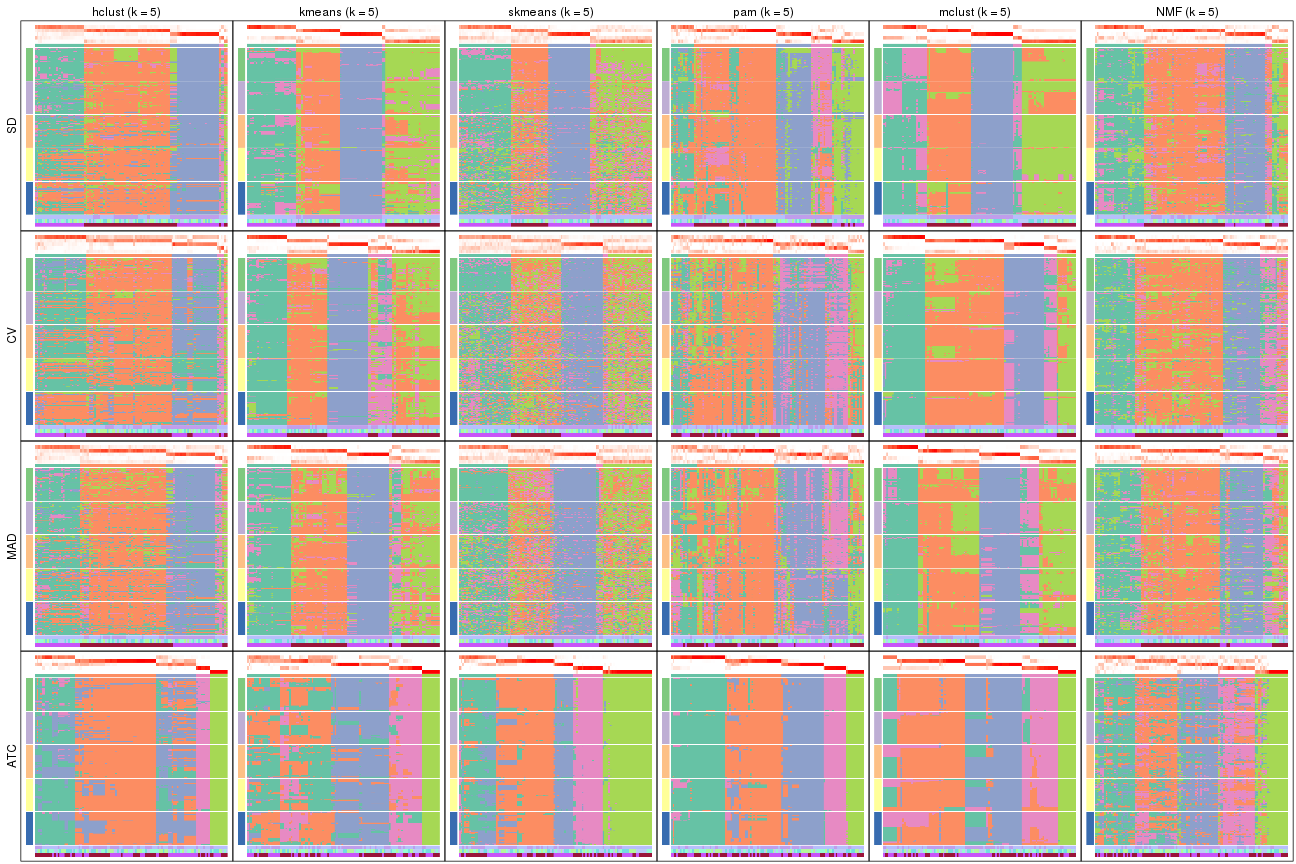 hclust (k = 5) kmeans (k = 5) skmeans (k = 5) pam (k = 5) mclust (k = 5) NMF (k = 5)
SD
CV
MAD
ATC